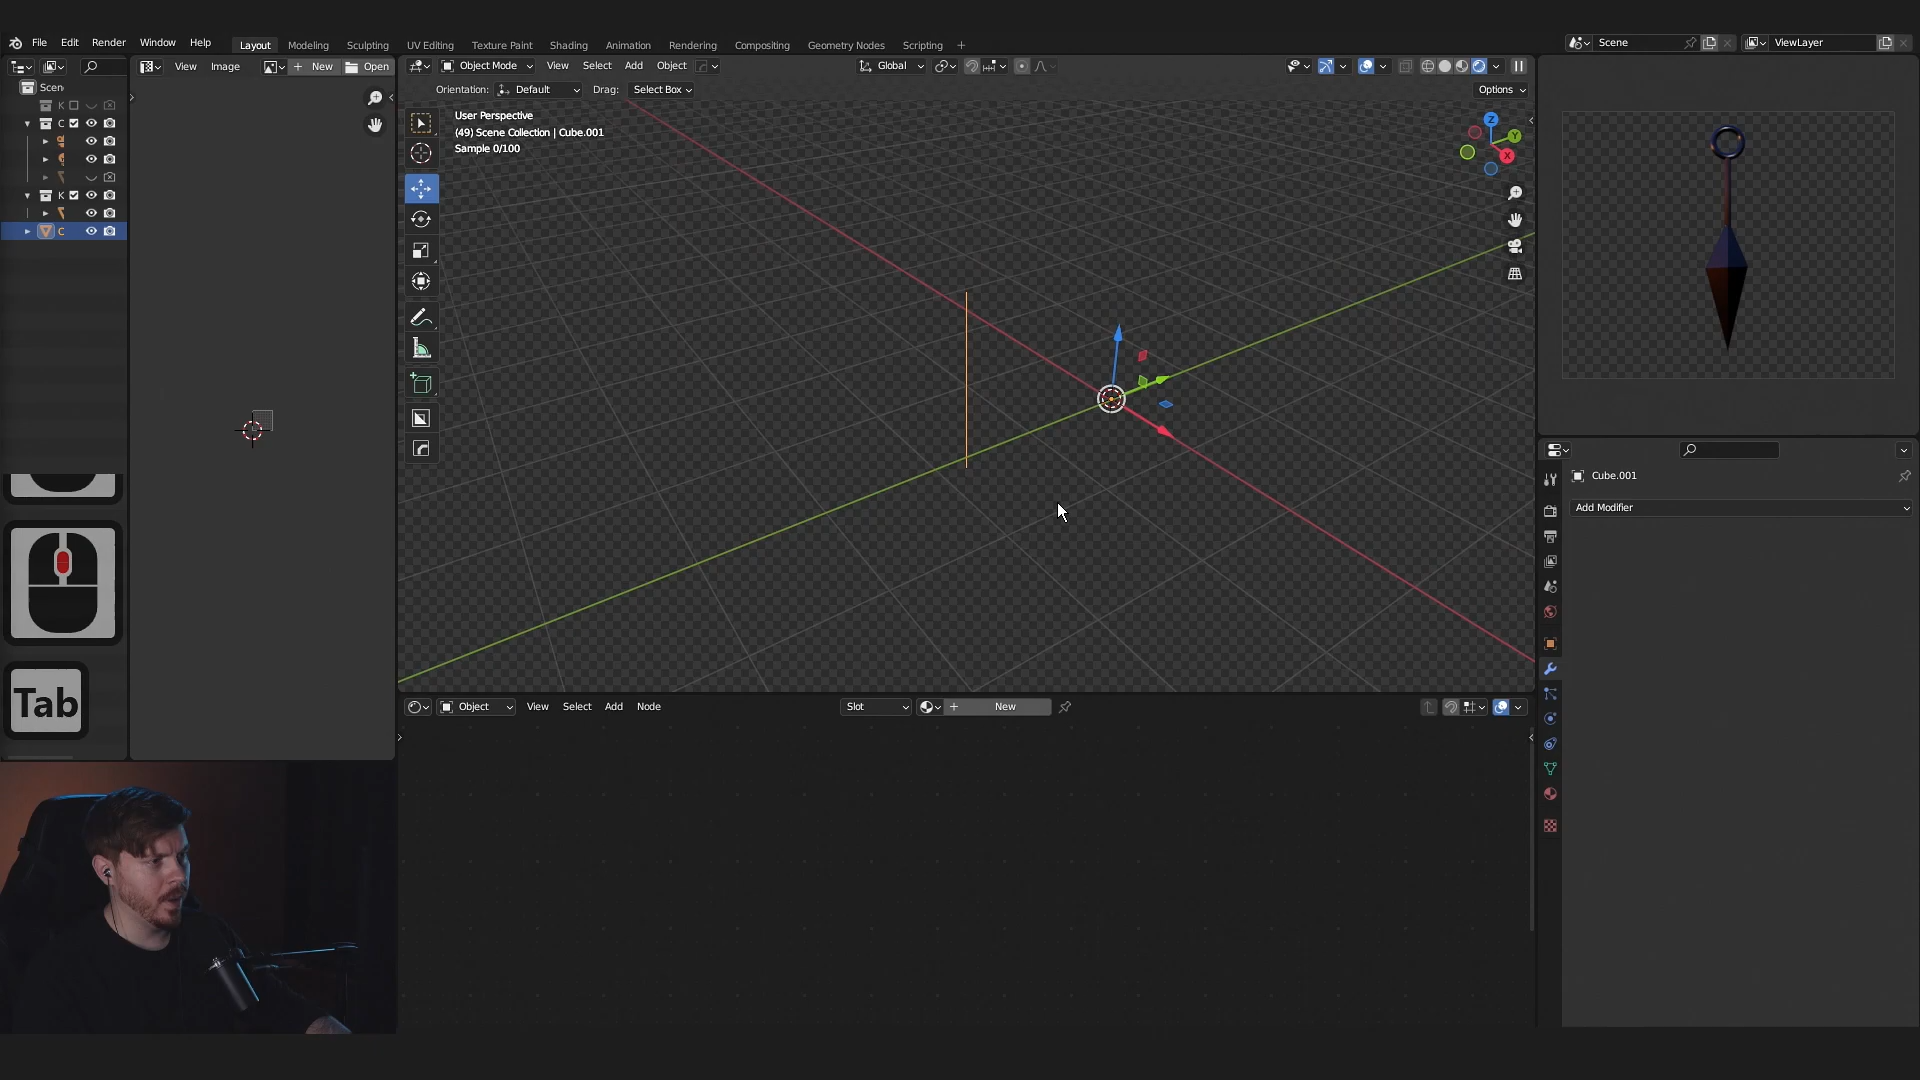 File Edit Render Window Help
Layout Modeling Sculpting UV Editing Texture Paint Shading Animation Rendering Compositing Geometry Nodes Scripting +
Scene ViewLayer
View Image + New Open
Object Mode View Select Add Object Global
Orientation: Default Drag: Select Box Options
Scen
K
C
K
C
User Perspective
(49) Scene Collection | Cube.001
Sample 0/100
Z
Y
X
Cube.001
Add Modifier
Tab
Object View Select Add Node Slot + New